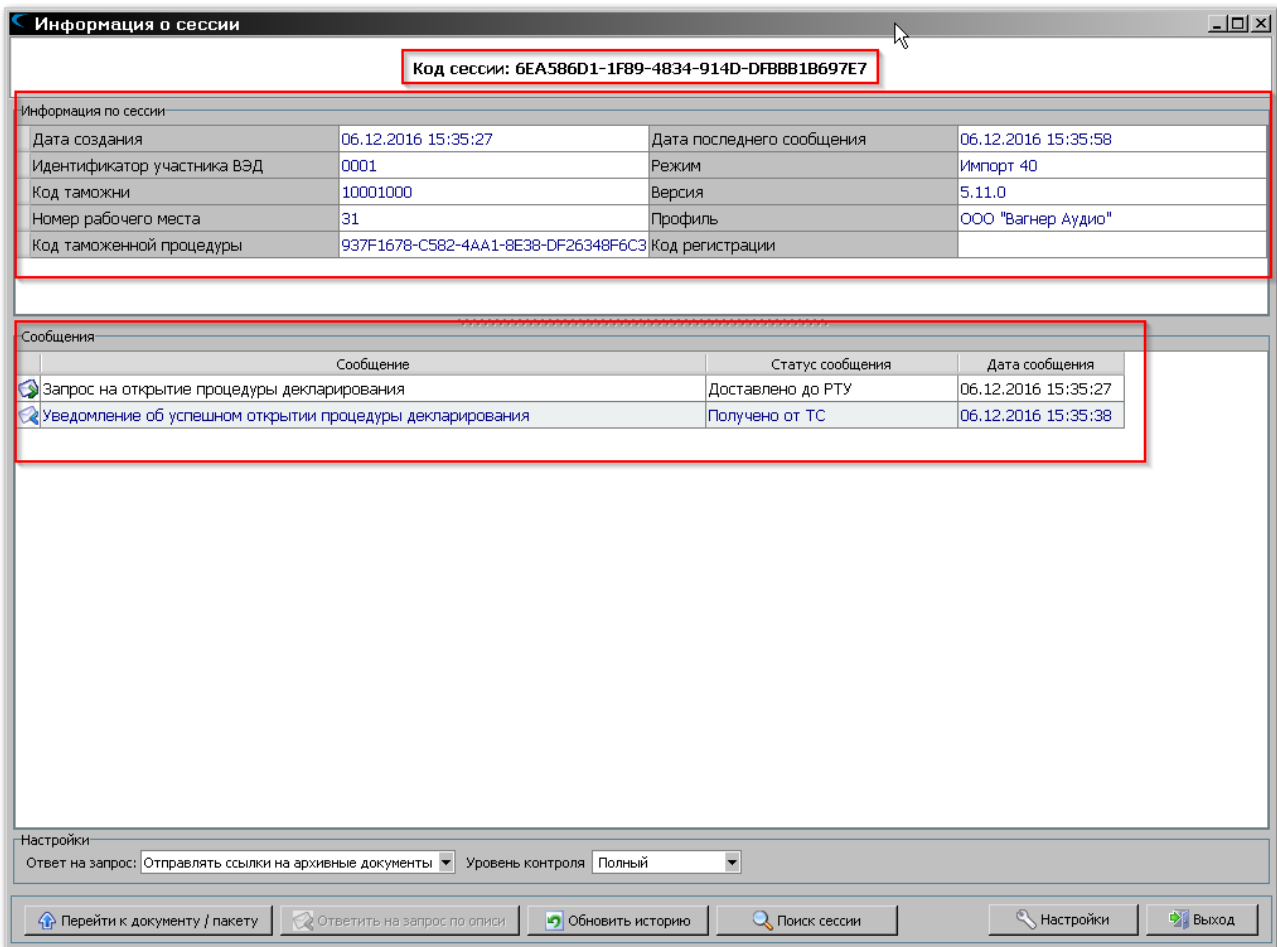 Информация о сессии
Код сессии: 6EA586D1-1F89-4834-914D-DFBBB1B697E7
Информация по сессии
Дата создания 06.12.2016 15:35:27 Дата последнего сообщения 06.12.2016 15:35:58
Идентификатор участника ВЭД 0001 Режим Импорт 40
Код таможни 10001000 Версия 5.11.0
Номер рабочего места 31 Профиль ООО "Вагнер Аудио"
Код таможенной процедуры 937F1678-C582-4AA1-8E38-DF26348F6C3 Код регистрации
Сообщения
Сообщение Статус сообщения Дата сообщения
Запрос на открытие процедуры декларирования Доставлено до РТУ 06.12.2016 15:35:27
Уведомление об успешном открытии процедуры декларирования Получено от ТС 06.12.2016 15:35:38
Настройки
Ответ на запрос: Отправлять ссылки на архивные документы Уровень контроля Полный
Перейти к документу / пакету Ответить на запрос по описи Обновить историю Поиск сессии Настройки Выход